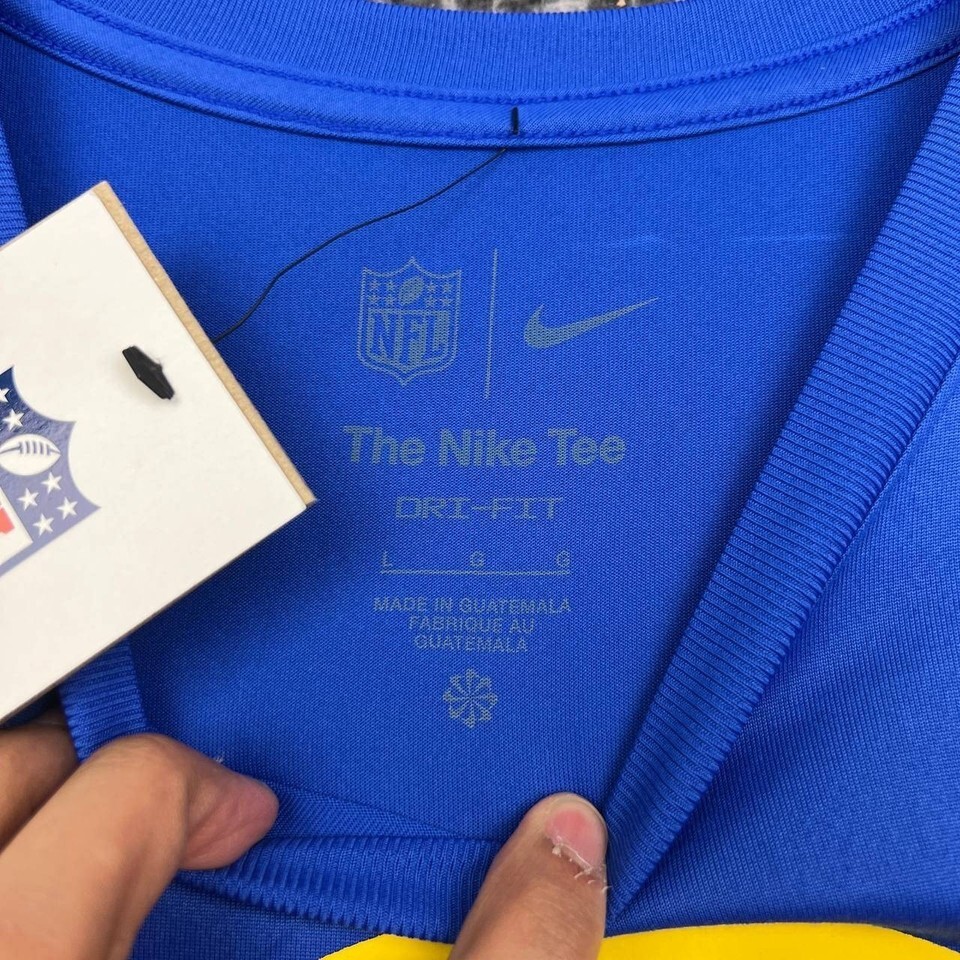 NFL
The Nike Tee
DRI-FIT
L G G
MADE IN GUATEMALA
FABRIQUE AU
GUATEMALA